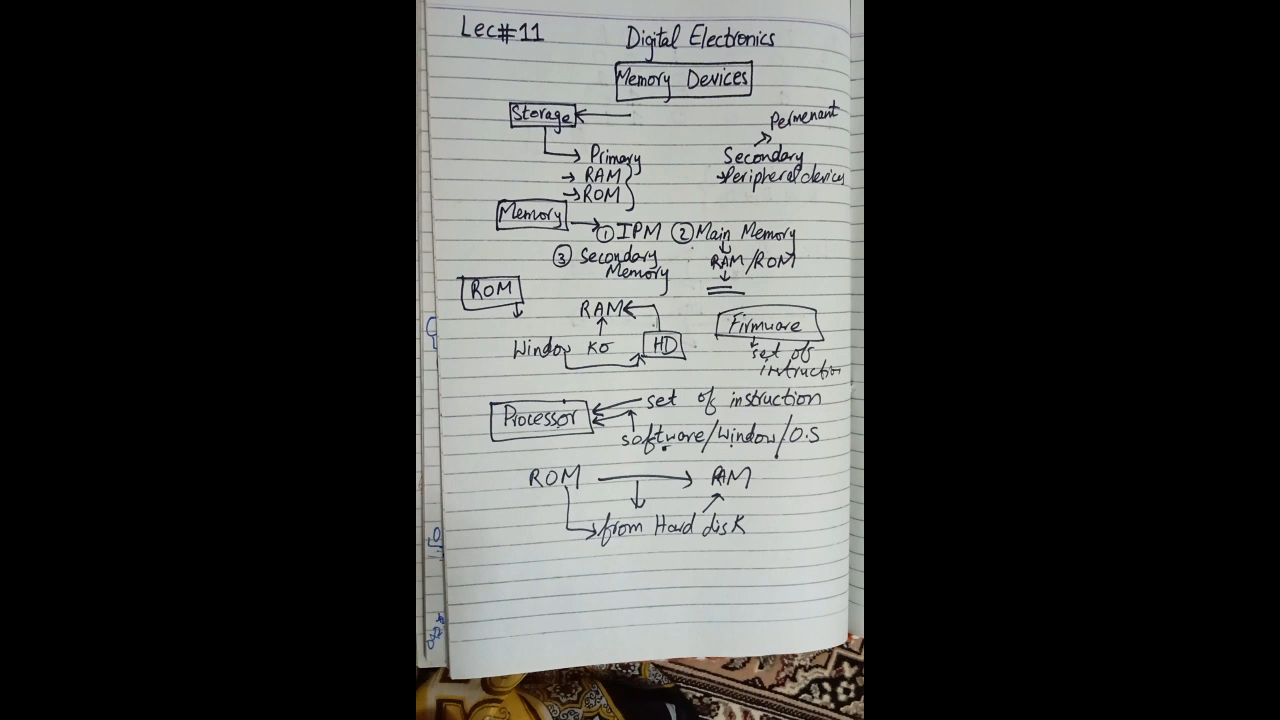 Lec#11 Digital Electronics
Memory Devices
Storage
Permenant
Primary Secondary
RAM Peripheral devices
ROM
Memory
① IPM ② Main Memory
③ Secondary Memory RAM/ROM
ROM
RAM Firmware
Window KO HD set of
instruction
Processor set of instruction
software/window/O.S
ROM RAM
from Hard disk